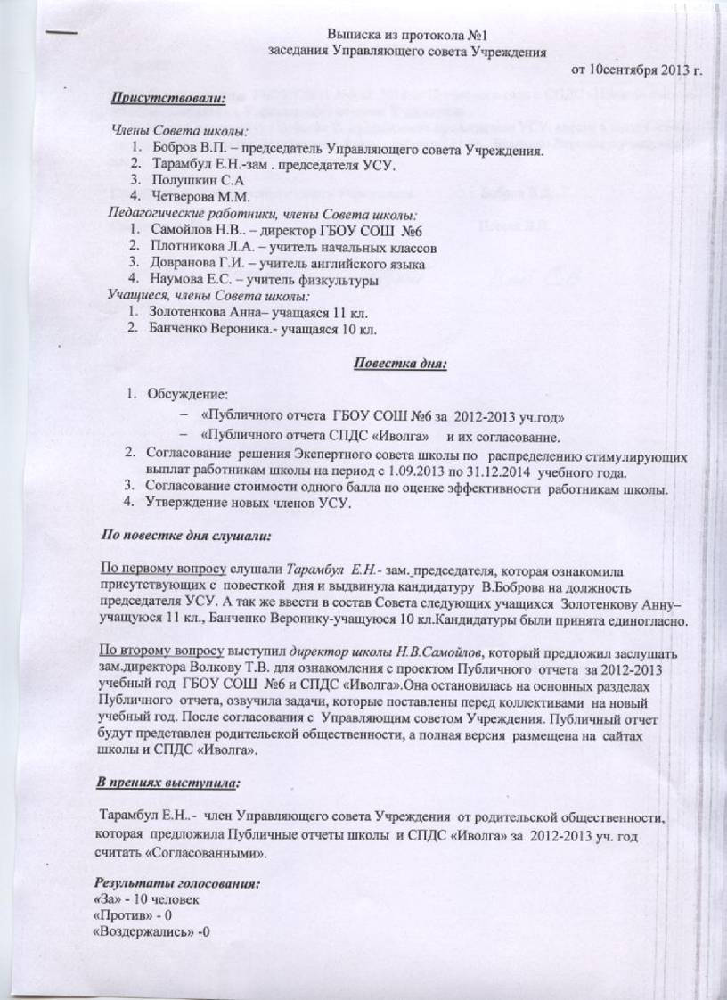 Выписка из протокола №1
заседания Управляющего совета Учреждения
от 10сентября 2013 г.
Присутствовали:
Члены Совета школы:
1. Бобров В.П. – председатель Управляющего совета Учреждения.
2. Тарамбул Е.Н.-зам . председателя УСУ.
3. Полушкин С.А
4. Четверова М.М.
Педагогические работники, члены Совета школы:
1. Самойлов Н.В.. – директор ГБОУ СОШ №6
2. Плотникова Л.А. – учитель начальных классов
3. Довранова Г.И. – учитель английского языка
4. Наумова Е.С. – учитель физкультуры
Учащиеся, члены Совета школы:
1. Золотенкова Анна– учащаяся 11 кл.
2. Банченко Вероника.- учащаяся 10 кл.
Повестка дня:
1. Обсуждение:
– «Публичного отчета ГБОУ СОШ №6 за 2012-2013 уч.год»
– «Публичного отчета СПДС «Иволга» и их согласование.
2. Согласование решения Экспертного совета школы по распределению стимулирующих
выплат работникам школы на период с 1.09.2013 по 31.12.2014 учебного года.
3. Согласование стоимости одного балла по оценке эффективности работникам школы.
4. Утверждение новых членов УСУ.
По повестке дня слушали:
По первому вопросу слушали Тарамбул Е.Н.- зам. председателя, которая ознакомила
присутствующих с повесткой дня и выдвинула кандидатуру В.Боброва на должность
председателя УСУ. А так же ввести в состав Совета следующих учащихся Золотенкову Анну–
учащуюся 11 кл., Банченко Веронику-учащуюся 10 кл.Кандидатуры были принята единогласно.
По второму вопросу выступил директор школы Н.В.Самойлов, который предложил заслушать
зам.директора Волкову Т.В. для ознакомления с проектом Публичного отчета за 2012-2013
учебный год ГБОУ СОШ №6 и СПДС «Иволга».Она остановилась на основных разделах
Публичного отчета, озвучила задачи, которые поставлены перед коллективами на новый
учебный год. После согласования с Управляющим советом Учреждения. Публичный отчет
будут представлен родительской общественности, а полная версия размещена на сайтах
школы и СПДС «Иволга».
В прениях выступила:
Тарамбул Е.Н..- член Управляющего совета Учреждения от родительской общественности,
которая предложила Публичные отчеты школы и СПДС «Иволга» за 2012-2013 уч. год
считать «Согласованными».
Результаты голосования:
«За» - 10 человек
«Против» - 0
«Воздержались» -0